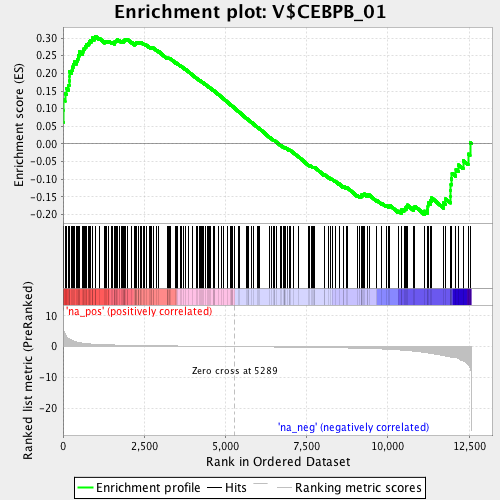 Enrichment plot: V$CEBPB_01
Enrichment score (ES)
0.30
0.25
0.20
0.15
0.10
0.05
0.00
-0.05
-0.10
-0.15
-0.20
Ranked list metric (PreRanked)
10
5
0
-5
-10
-15
-20
'na_pos' (positively correlated)
Zero cross at 5289
'na_neg' (negatively correlated)
0
2,500
5,000
7,500
10,000
12,500
Rank in Ordered Dataset
Enrichment profile
Hits
Ranking metric scores